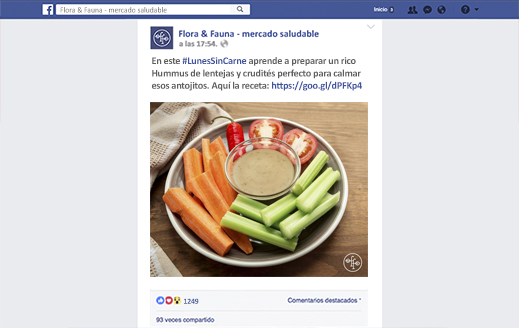 Flora & Fauna - mercado saludable
Inicio 3
Flora & Fauna - mercado saludable
a las 17:54.
En este #LunesSinCarne aprende a preparar un rico
Hummus de lentejas y crudités perfecto para calmar
esos antojitos. Aquí la receta: https://goo.gl/dPFKp4
1249
Comentarios destacados
93 veces compartido